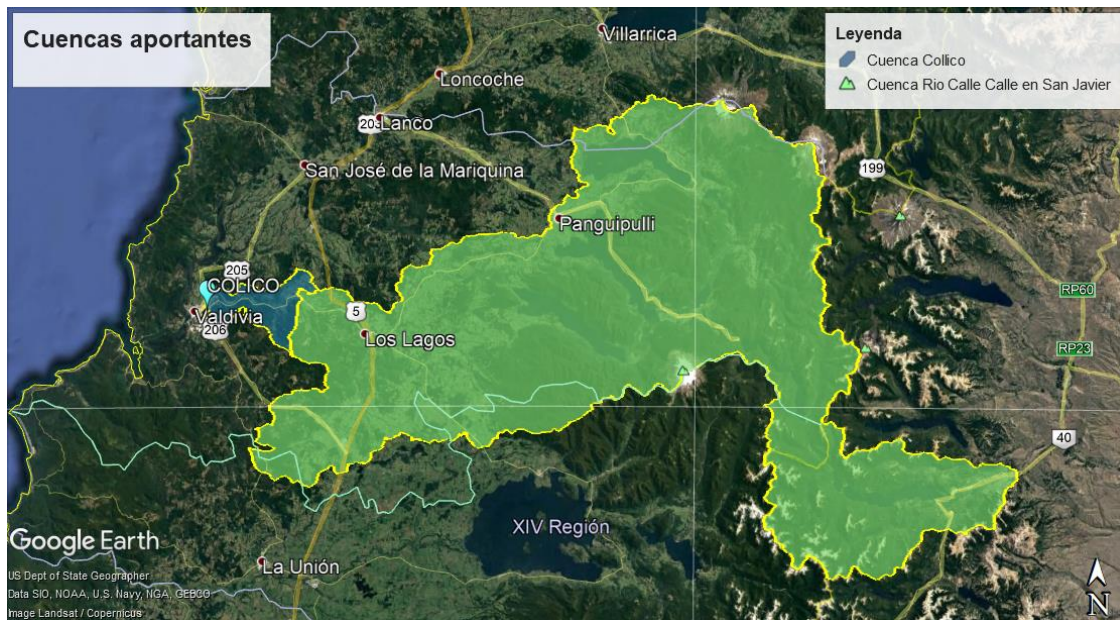 Cuencas aportantes
Villarrica
Leyenda
Cuenca Collico
Cuenca Rio Calle Calle en San Javier
Loncoche
203
Lanco
San José de la Mariquina
199
Panguipulli
205
COLICO
Valdivia
206
5
Los Lagos
RP60
RP23
40
XIV Región
La Unión
Google Earth
US Dept of State Geographer
Data SIO, NOAA, U.S. Navy, NGA, GEBCO
Image Landsat / Copernicus
N